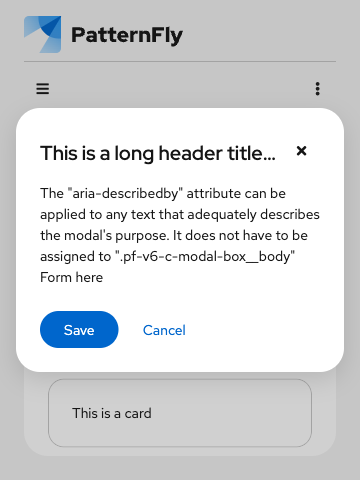 PatternFly
This is a long header title...
The "aria-describedby" attribute can be
applied to any text that adequately describes
the modal's purpose. It does not have to be
assigned to ".pf-v6-c-modal-box__body"
Form here
Save
Cancel
This is a card